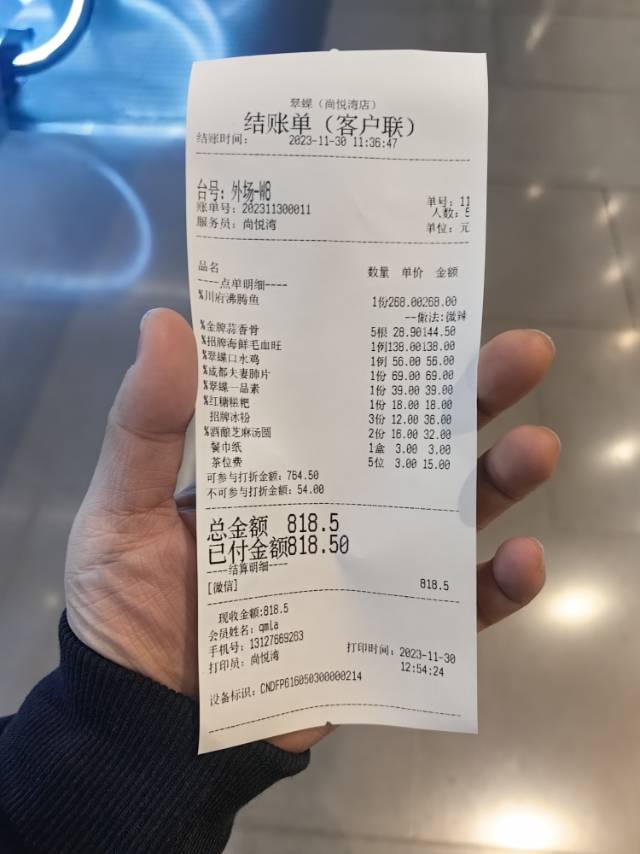 翠蝶（尚悦湾店）
结账单（客户联）
结账时间： 2023-11-30 11:36:47
台号：外场-W8 单号：11
账单号：202311300011 人数：5
服务员：尚悦湾 单位：元
品名 数量 单价 金额
----点单明细----
%川府沸腾鱼 1份268.00268.00
--做法:微辣
%金牌蒜香骨 5根 28.90144.50
%招牌海鲜毛血旺 1例138.00138.00
%翠蝶口水鸡 1例 56.00 56.00
%成都夫妻肺片 1份 69.00 69.00
%翠蝶一品素 1份 39.00 39.00
%红糖糍粑 1份 18.00 18.00
招牌冰粉 3份 12.00 36.00
%酒酿芝麻汤圆 2份 16.00 32.00
餐巾纸 1盒 3.00 3.00
茶位费 5位 3.00 15.00
可参与打折金额：764.50
不可参与打折金额：54.00
总金额 818.5
已付金额818.50
----结算明细----
[微信] 818.5
现收金额:818.5
会员姓名：qmla
手机号：13127669263
打印员：尚悦湾 打印时间：2023-11-30
12:54:24
设备标识：CNDFP616050300000214